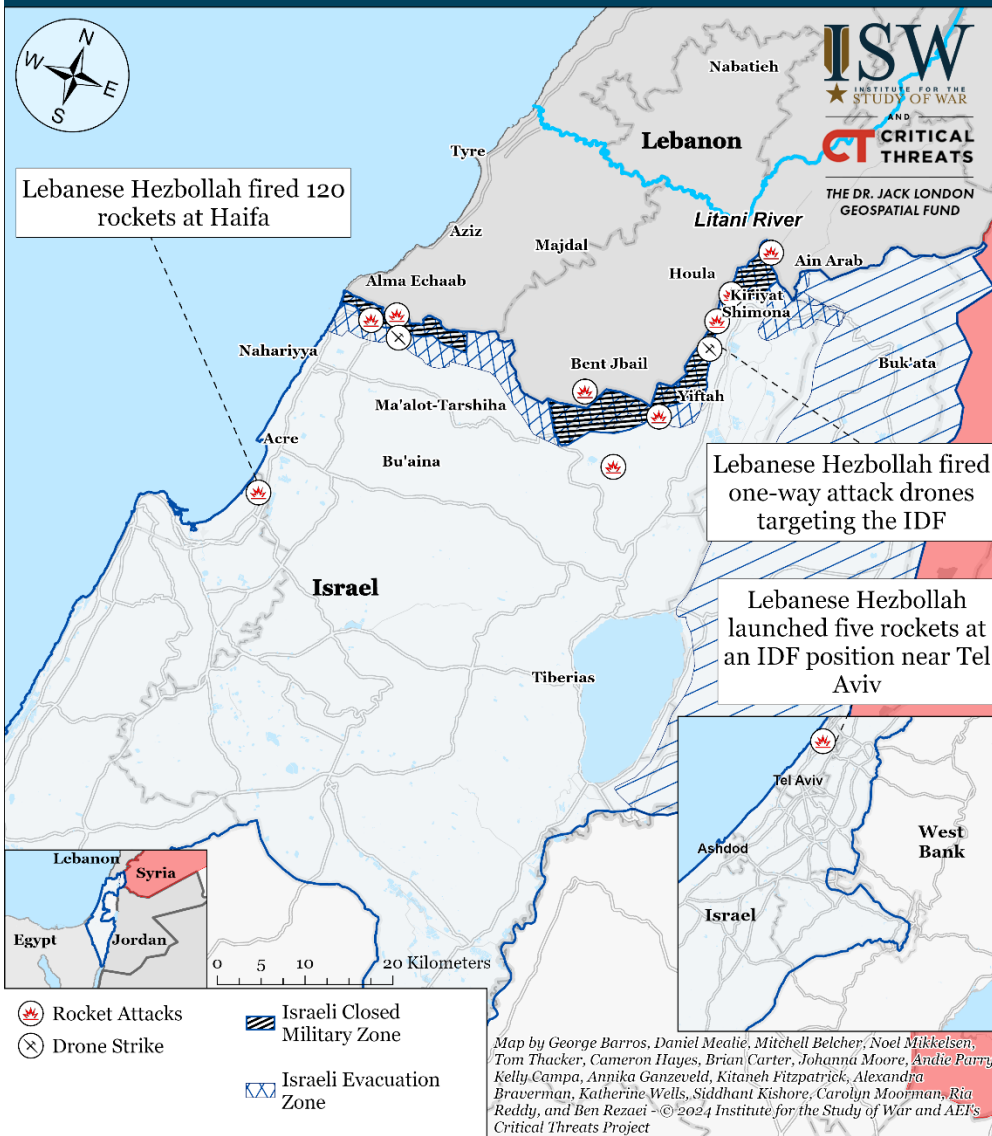 N
W
E
S
ISW
INSTITUTE FOR THE
STUDY OF WAR
AND
CT CRITICAL
THREATS
THE DR. JACK LONDON
GEOSPATIAL FUND
Nabatieh
Lebanon
Tyre
Lebanese Hezbollah fired 120
rockets at Haifa
Litani River
Aziz
Majdal
Ain Arab
Houla
Alma Echaab
Kiriyat
Shimona
Nahariyya
Bent Jbail
Buk'ata
Yiftah
Ma'alot-Tarshiha
Acre
Bu'aina
Lebanese Hezbollah fired
one-way attack drones
targeting the IDF
Israel
Lebanese Hezbollah
launched five rockets at
an IDF position near Tel
Aviv
Tiberias
Tel Aviv
Ashdod
West
Bank
Israel
Lebanon
Syria
Egypt
Jordan
0 5 10 20 Kilometers
Rocket Attacks
Drone Strike
Israeli Closed
Military Zone
Israeli Evacuation
Zone
Map by George Barros, Daniel Mealie, Mitchell Belcher, Noel Mikkelsen,
Tom Thacker, Cameron Hayes, Brian Carter, Johanna Moore, Andie Parry,
Kelly Campa, Annika Ganzeveld, Kitaneh Fitzpatrick, Alexandra
Braverman, Katherine Wells, Siddhant Kishore, Carolyn Moorman, Ria
Reddy, and Ben Rezaei - © 2024 Institute for the Study of War and AEI's
Critical Threats Project